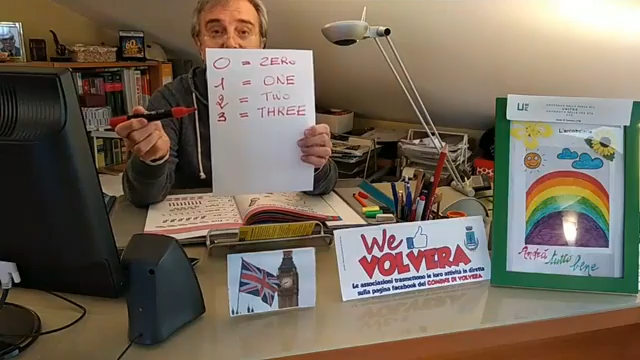 0 = ZERO
1 = ONE
2 = TWO
3 = THREE
We
VOLVERA
Le associazioni trasmettono le loro attività in diretta
sulla pagina facebook del COMUNE DI VOLVERA
L'arcobaleno
Andrà tutto bene